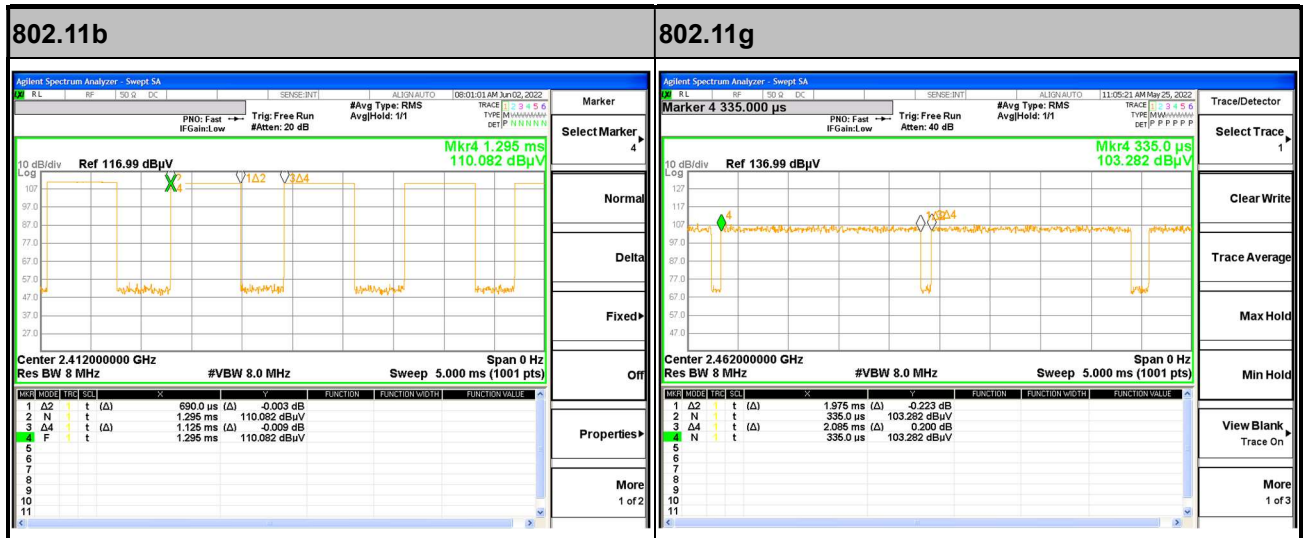 802.11b
Agilent Spectrum Analyzer - Swept SA
RL RF 50 Ω DC SENSE:INT ALIGN AUTO 08:01:01 AM Jun 02, 2022
PNO: Fast
IFGain:Low
Trig: Free Run
#Atten: 20 dB
#Avg Type: RMS
Avg|Hold: 1/1
TRACE 1 2 3 4 5 6
TYPE M
DET P N N N N N
Mkr4 1.295 ms
110.082 dBµV
10 dB/div Ref 116.99 dBµV
Log
107
97.0
87.0
77.0
67.0
57.0
47.0
37.0
27.0
4
1Δ2
3Δ4
Center 2.412000000 GHz Span 0 Hz
Res BW 8 MHz #VBW 8.0 MHz Sweep 5.000 ms (1001 pts)
MKR MODE TRC SCL X Y FUNCTION FUNCTION WIDTH FUNCTION VALUE
1 Δ2 1 t (Δ) 690.0 µs (Δ) -0.003 dB
2 N 1 t 1.295 ms 110.082 dBµV
3 Δ4 1 t (Δ) 1.125 ms (Δ) -0.009 dB
4 F 1 t 1.295 ms 110.082 dBµV
5
6
7
8
9
10
11
Marker
Select Marker
4
Normal
Delta
Fixed
Off
Properties
More
1 of 2
802.11g
Agilent Spectrum Analyzer - Swept SA
RL RF 50 Ω DC SENSE:INT ALIGN AUTO 11:05:21 AM May 25, 2022
Marker 4 335.000 µs
PNO: Fast
IFGain:Low
Trig: Free Run
Atten: 40 dB
#Avg Type: RMS
Avg|Hold: 1/1
TRACE 1 2 3 4 5 6
TYPE M
DET P P P P P P
Mkr4 335.0 µs
103.282 dBµV
10 dB/div Ref 136.99 dBµV
Log
127
117
107
97.0
87.0
77.0
67.0
57.0
47.0
4
Center 2.462000000 GHz Span 0 Hz
Res BW 8 MHz #VBW 8.0 MHz Sweep 5.000 ms (1001 pts)
MKR MODE TRC SCL X Y FUNCTION FUNCTION WIDTH FUNCTION VALUE
1 Δ2 1 t (Δ) 1.975 ms (Δ) -0.223 dB
2 N 1 t 335.0 µs 103.282 dBµV
3 Δ4 1 t (Δ) 2.085 ms (Δ) 0.200 dB
4 N 1 t 335.0 µs 103.282 dBµV
5
6
7
8
9
10
11
Trace/Detector
Select Trace
1
Clear Write
Trace Average
Max Hold
Min Hold
View Blank
Trace On
More
1 of 3